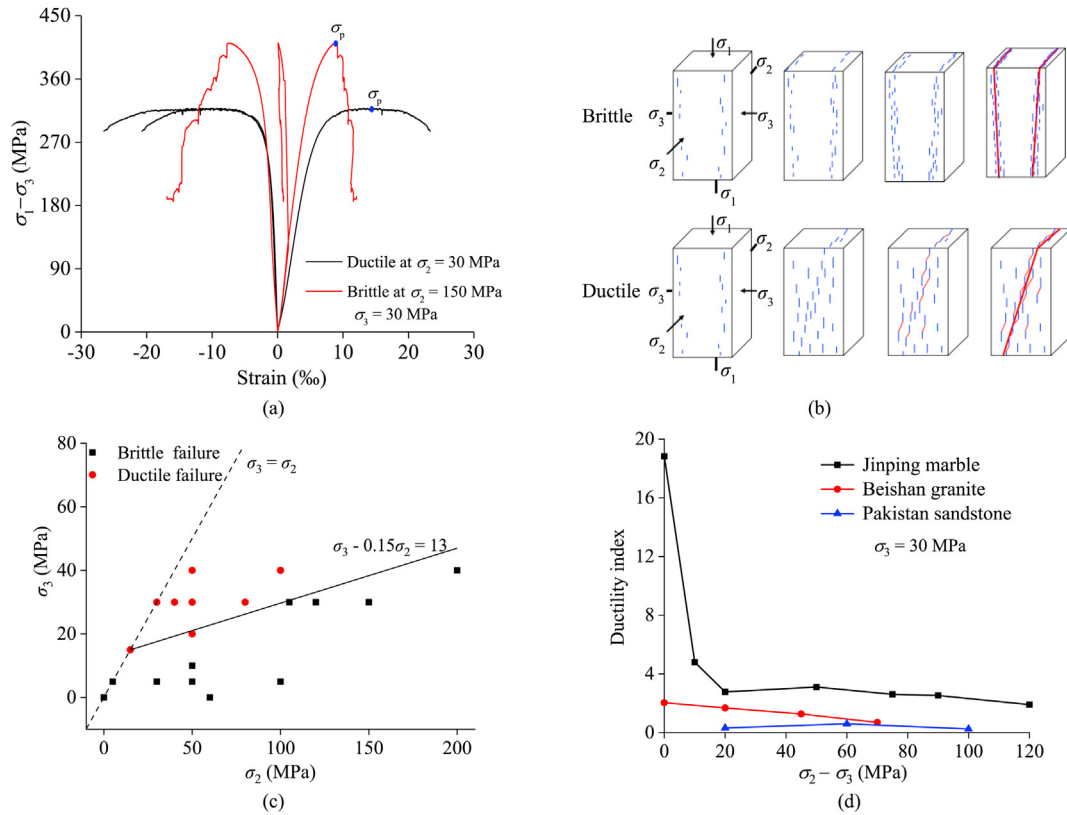 (a)
450
360
270
180
90
0
-30
-20
-10
0
10
20
30
σ1−σ3 (MPa)
Strain (‰)
σp
σp
Ductile at σ2 = 30 MPa
Brittle at σ2 = 150 MPa
σ3 = 30 MPa
(a)
Brittle
σ1
σ2
σ3
σ3
σ2
σ1
Ductile
σ1
σ2
σ3
σ3
σ2
σ1
(b)
80
60
40
20
0
0
50
100
150
200
σ3 (MPa)
σ2 (MPa)
Brittle failure
Ductile failure
σ3 = σ2
σ3 - 0.15σ2 = 13
(c)
20
16
12
8
4
0
0
20
40
60
80
100
120
Ductility index
σ2 − σ3 (MPa)
Jinping marble
Beishan granite
Pakistan sandstone
σ3 = 30 MPa
(d)